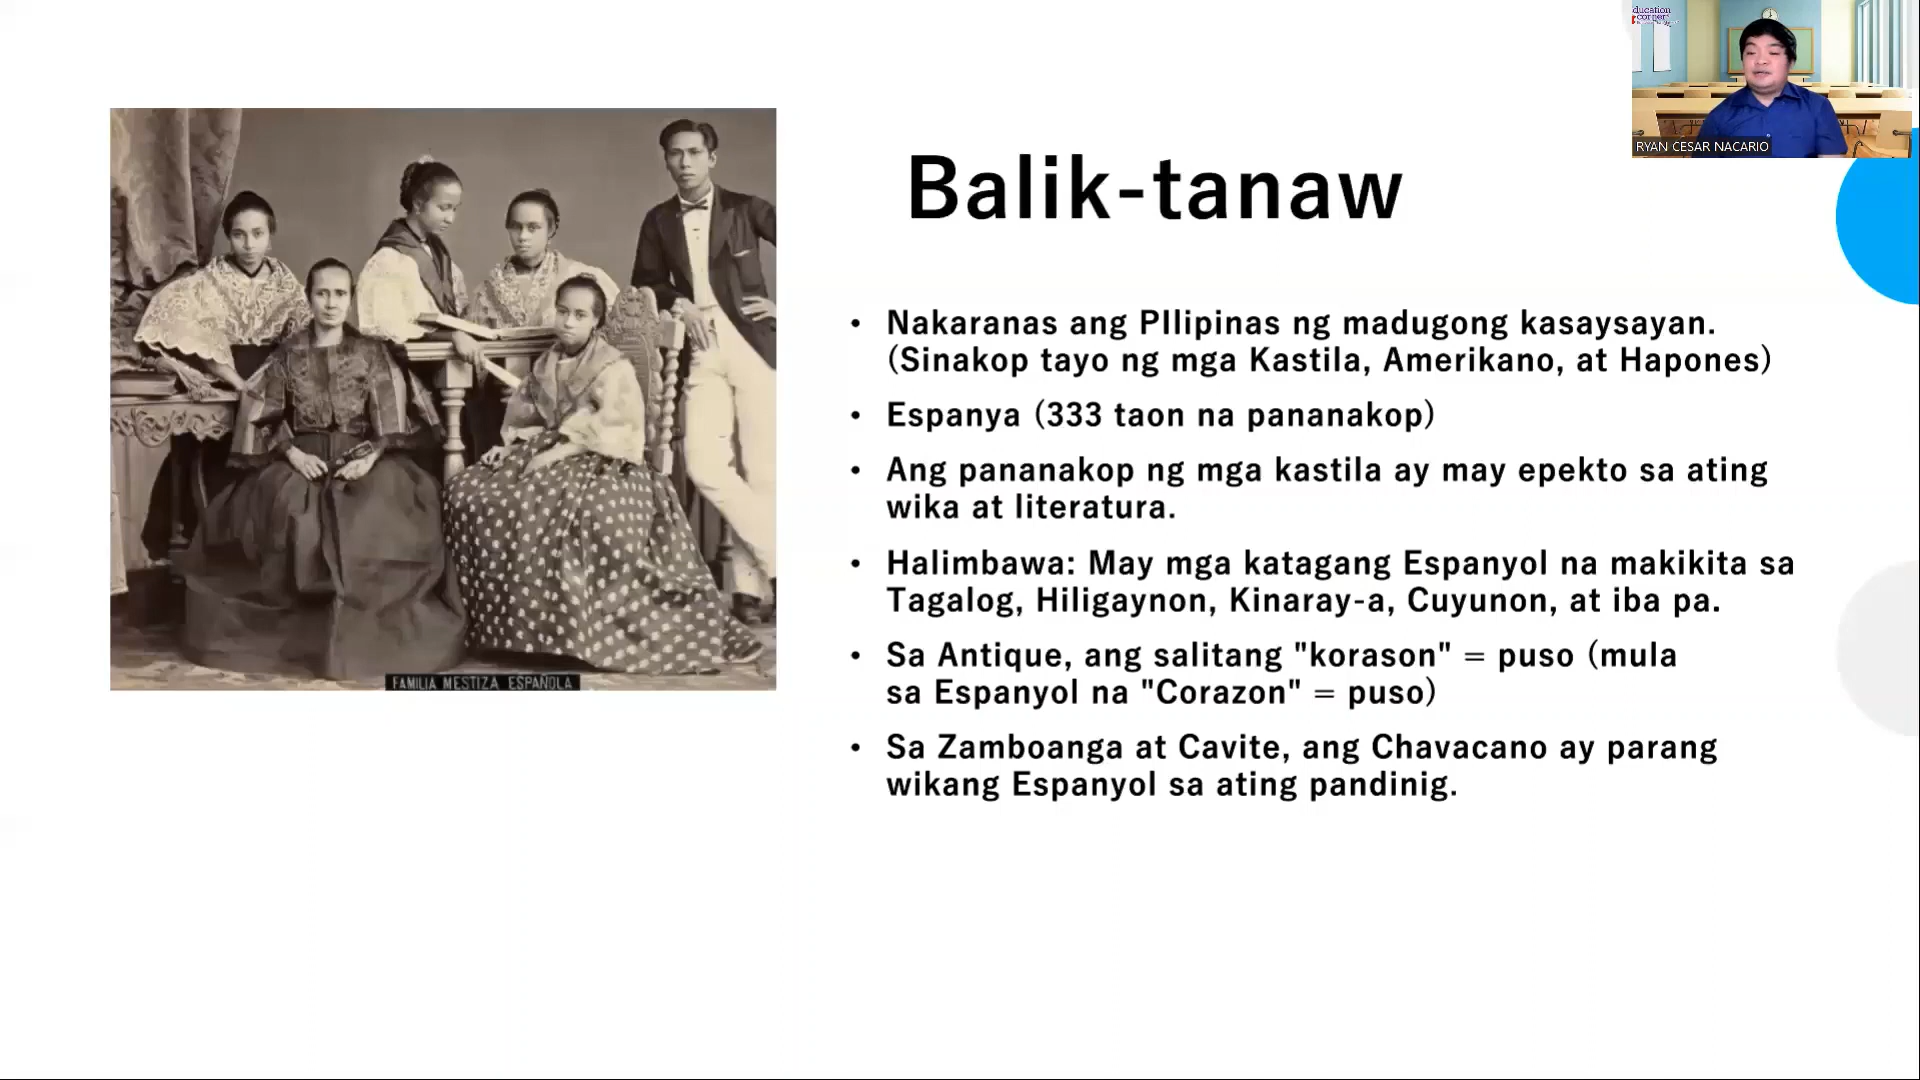 ducation
corner
RYAN CESAR NACARIO
Balik-tanaw
• Nakaranas ang PIlipinas ng madugong kasaysayan.
(Sinakop tayo ng mga Kastila, Amerikano, at Hapones)
• Espanya (333 taon na pananakop)
• Ang pananakop ng mga kastila ay may epekto sa ating
wika at literatura.
• Halimbawa: May mga katagang Espanyol na makikita sa
Tagalog, Hiligaynon, Kinaray-a, Cuyunon, at iba pa.
• Sa Antique, ang salitang "korason" = puso (mula
sa Espanyol na "Corazon" = puso)
• Sa Zamboanga at Cavite, ang Chavacano ay parang
wikang Espanyol sa ating pandinig.
FAMILIA MESTIZA ESPAÑOLA